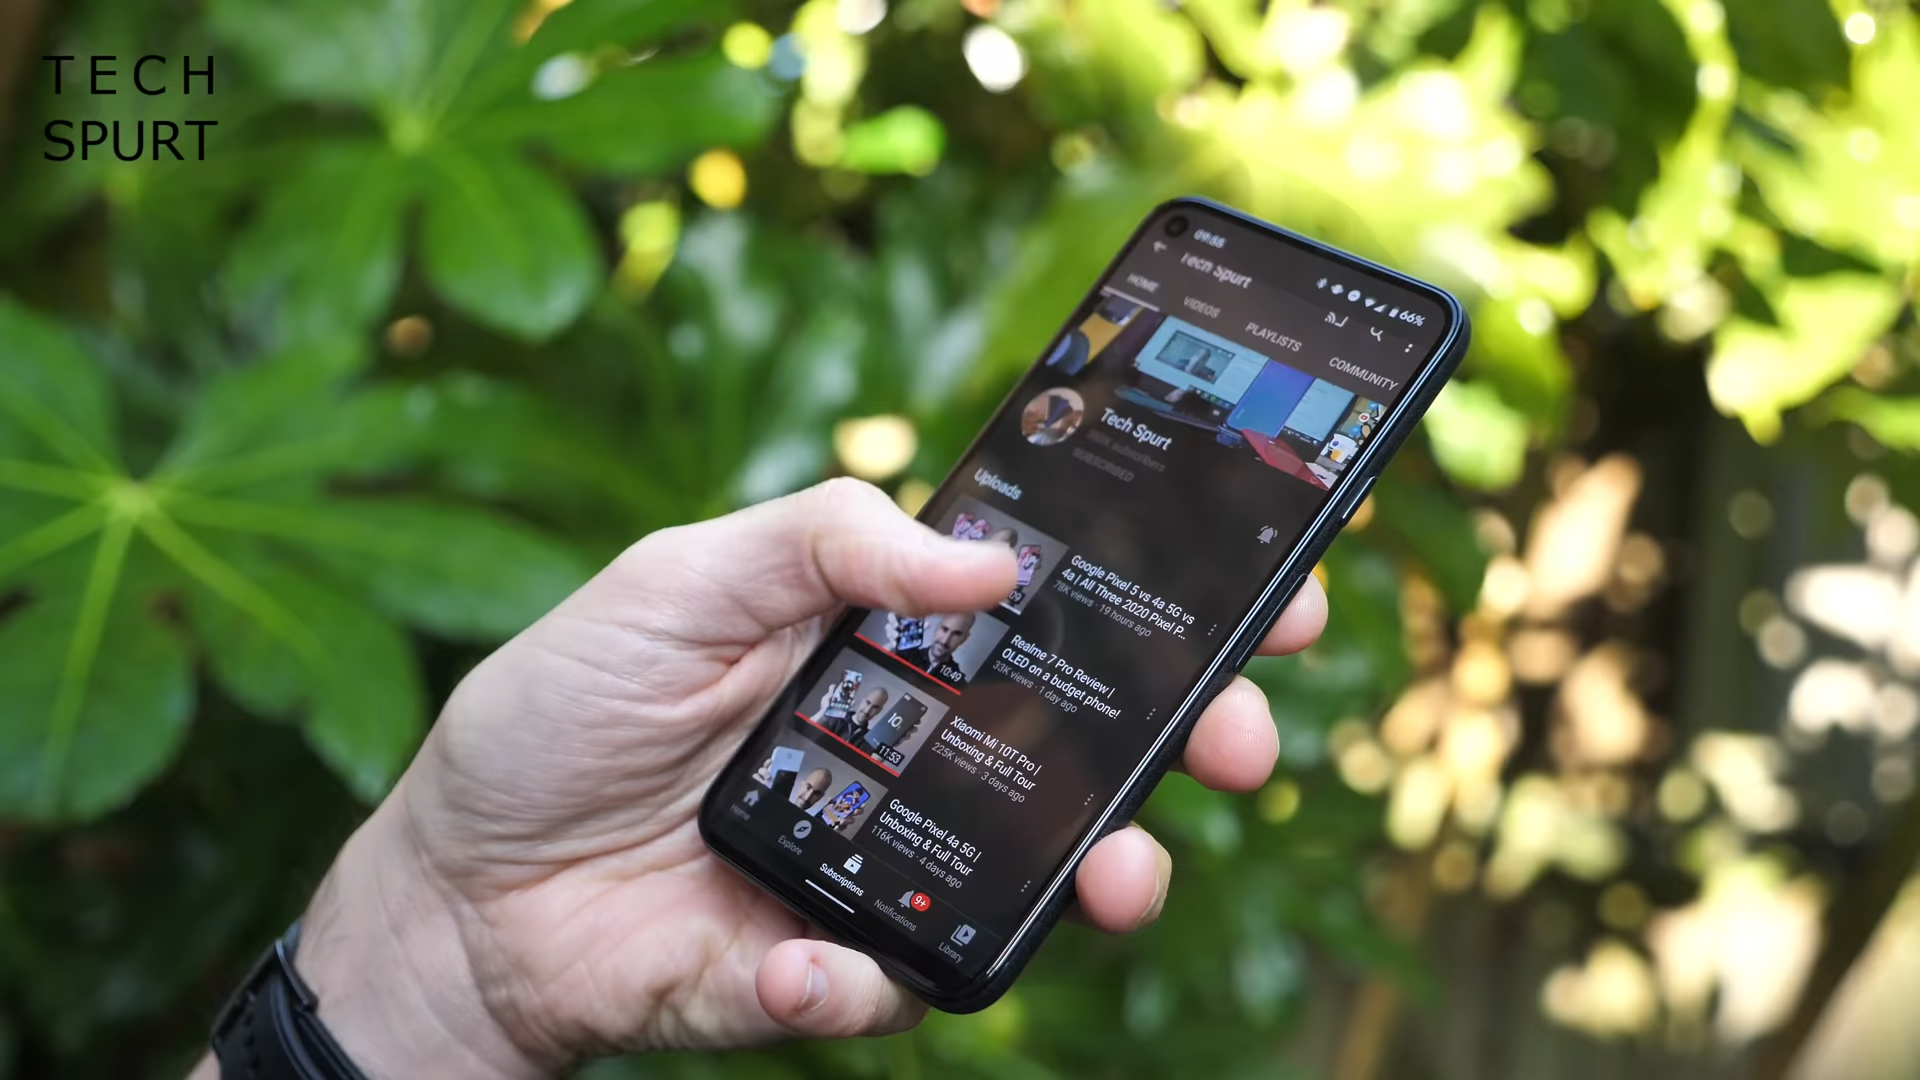 TECH
SPURT
09:55
66%
Tech Spurt
HOME VIDEOS PLAYLISTS COMMUNITY
Tech Spurt
subscribers
SUBSCRIBED
Uploads
Google Pixel 5 vs 4a 5G vs
4a | All Three 2020 Pixel P...
78K views · 19 hours ago
:09
Realme 7 Pro Review |
OLED on a budget phone!
33K views · 1 day ago
10:49
Xiaomi Mi 10T Pro |
Unboxing & Full Tour
225K views · 3 days ago
11:53
Google Pixel 4a 5G |
Unboxing & Full Tour
116K views · 4 days ago
Home Explore Subscriptions Notifications 9+ Library